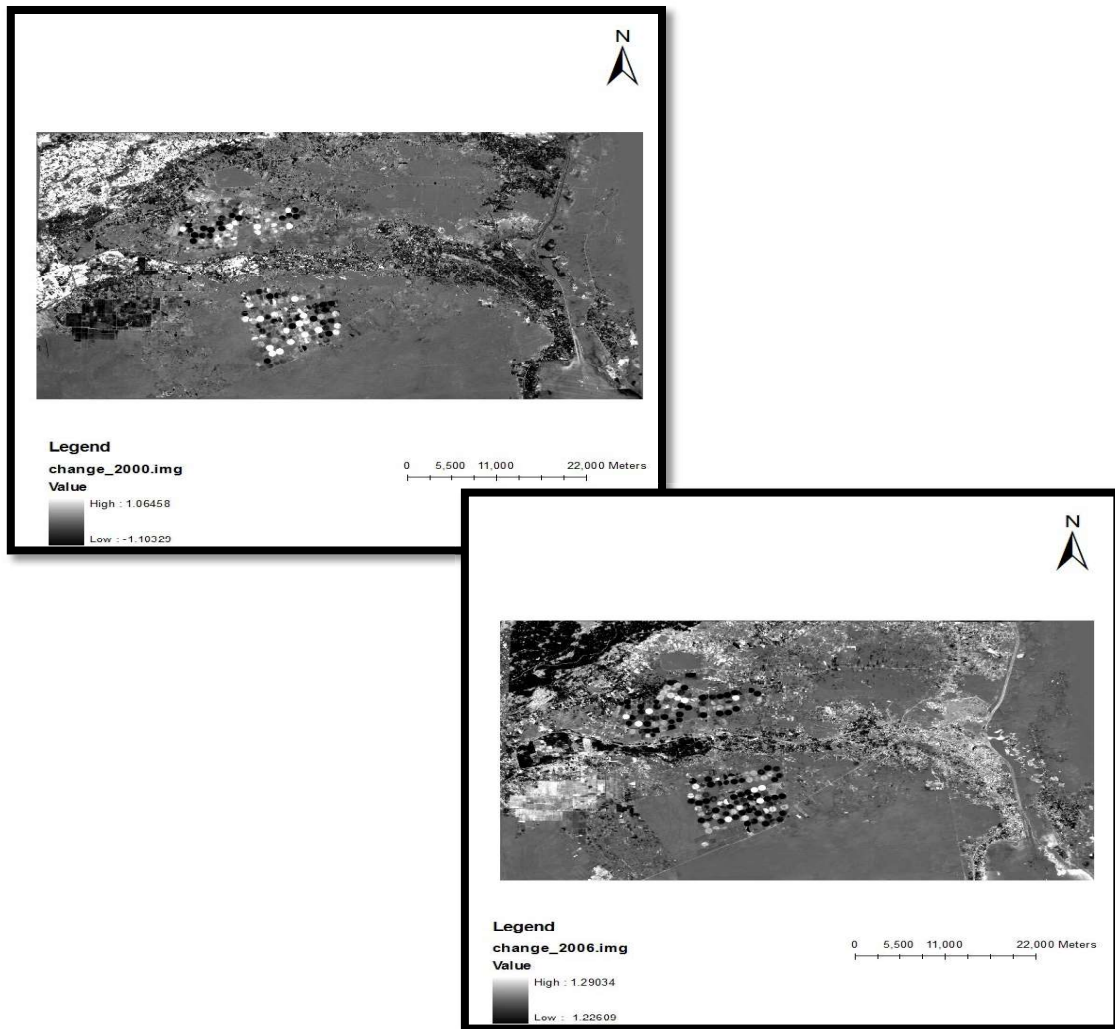 N
Legend
change_2000.img
Value
High : 1.06458
Low : -1.10329
0 5,500 11,000 22,000 Meters
N
Legend
change_2006.img
Value
High : 1.29034
Low : 1.22609
0 5,500 11,000 22,000 Meters